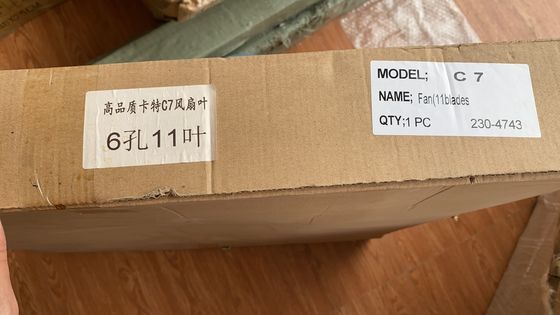 高品质卡特C7风扇叶
6孔11叶
MODEL; C 7
NAME; Fan(11blades
QTY;1 PC 230-4743